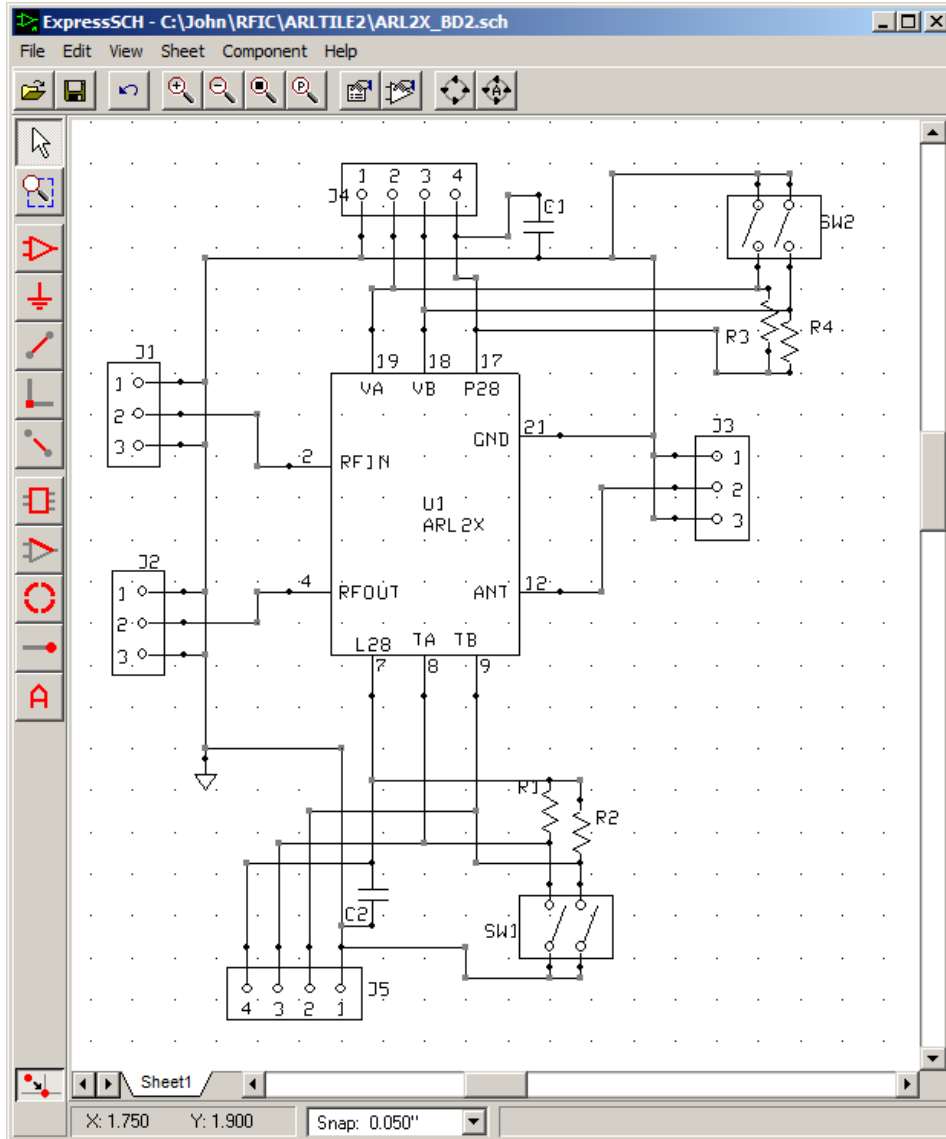 ExpressSCH - C:\John\RFIC\ARLTILE2\ARL2X_BD2.sch
File Edit View Sheet Component Help
P
A
A
J4 1 2 3 4
C1
SW2
R3 R4
J1
1
2
3
19 18 17
VA VB P28
GND 21
2 RFIN
U1
ARL2X
J3
1
2
3
J2
1
2
3
4 RFOUT
ANT 12
L28 TA TB
7 8 9
R1
R2
C2
SW1
J5
4 3 2 1
Sheet1
X: 1.750 Y: 1.900 Snap: 0.050"